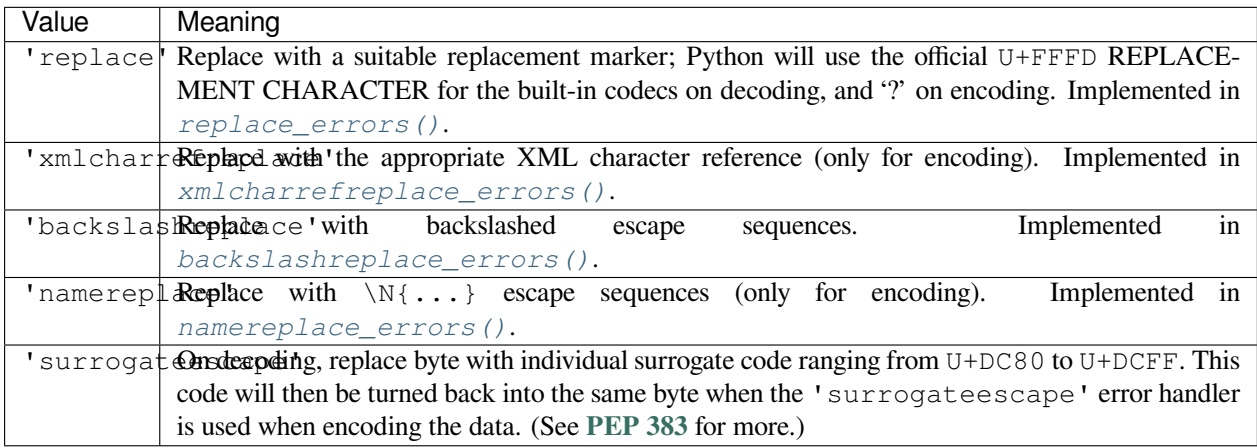 Value Meaning
'replace' Replace with a suitable replacement marker; Python will use the official U+FFFD REPLACE-
MENT CHARACTER for the built-in codecs on decoding, and ‘?’ on encoding. Implemented in
replace_errors().
'xmlcharrefreplace' Replace with the appropriate XML character reference (only for encoding). Implemented in
xmlcharrefreplace_errors().
'backslashreplace' Replace with backslashed escape sequences. Implemented in
backslashreplace_errors().
'namereplace' Replace with \N{...} escape sequences (only for encoding). Implemented in
namereplace_errors().
'surrogateescape' On decoding, replace byte with individual surrogate code ranging from U+DC80 to U+DCFF. This
code will then be turned back into the same byte when the 'surrogateescape' error handler
is used when encoding the data. (See PEP 383 for more.)